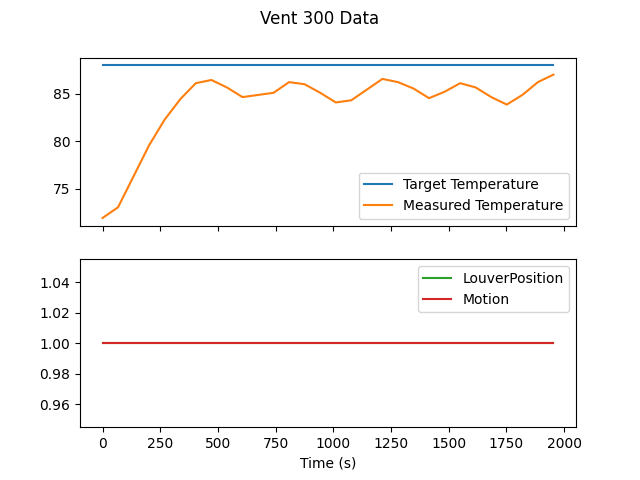 Vent 300 Data
85
80
75
Target Temperature
Measured Temperature
1.04
1.02
1.00
0.98
0.96
LouverPosition
Motion
0
250
500
750
1000
1250
1500
1750
2000
Time (s)